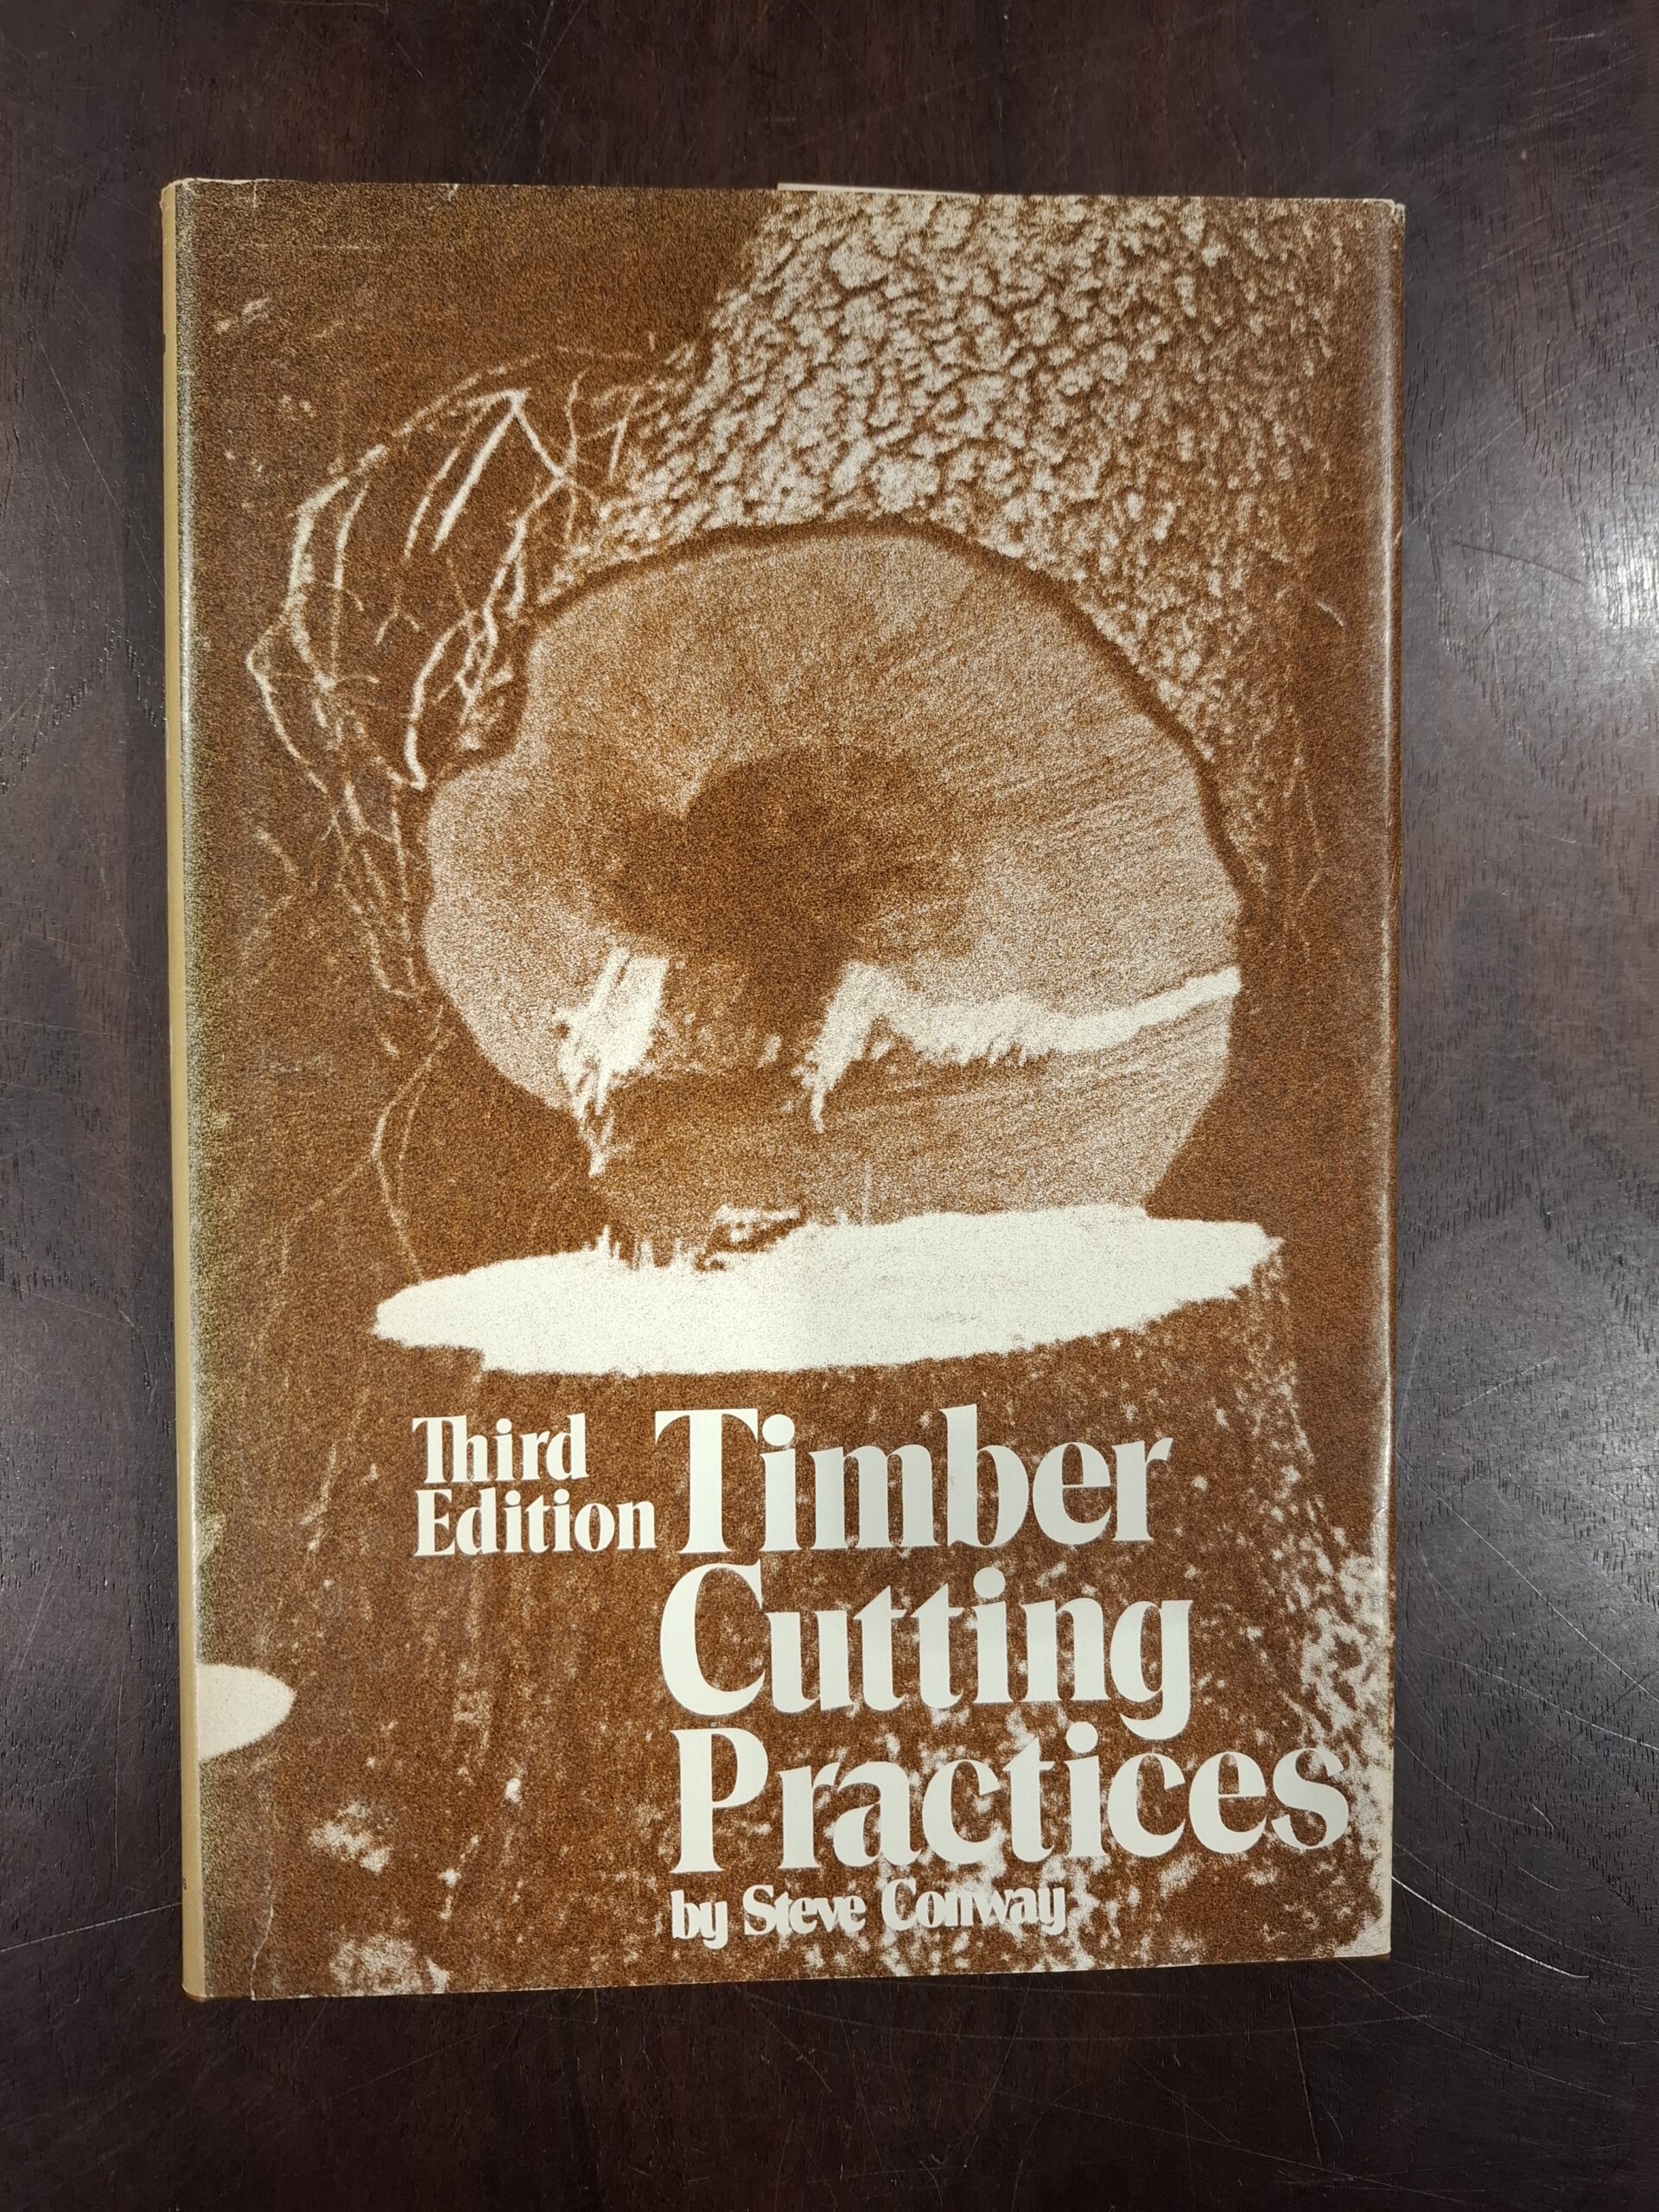 Third
Edition
Timber
Cutting
Practices
by Steve Conway